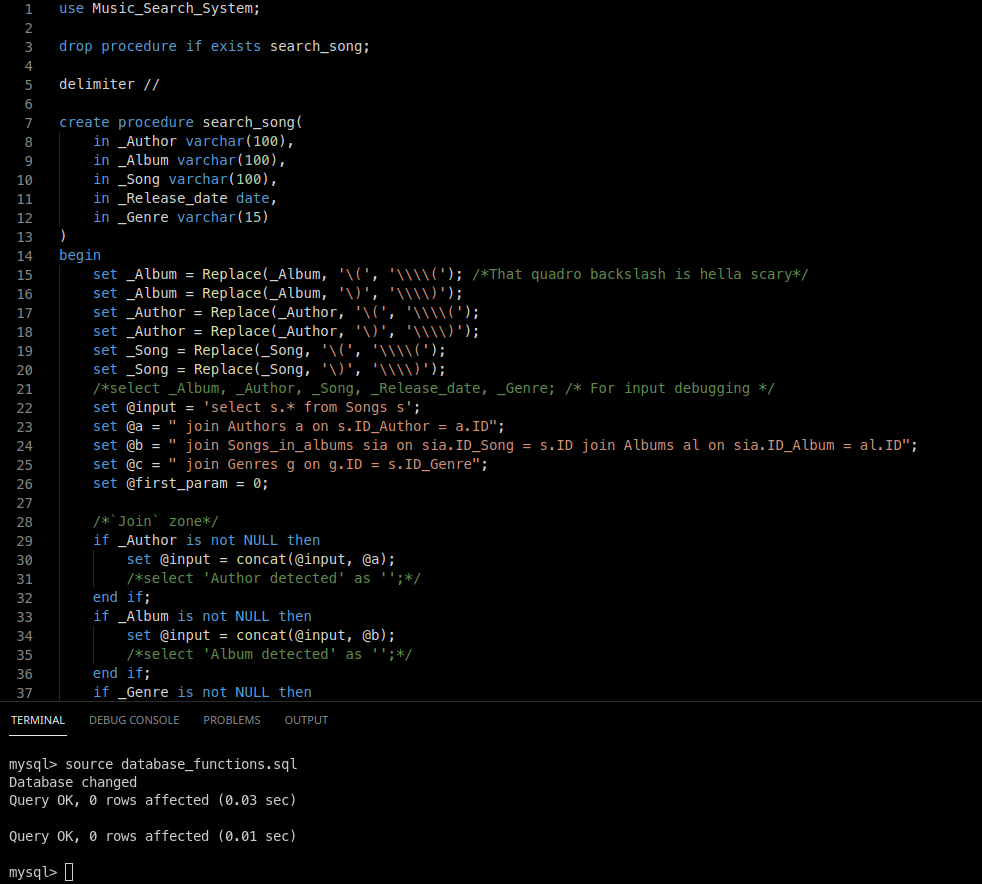 1 use Music_Search_System;
2
3 drop procedure if exists search_song;
4
5 delimiter //
6
7 create procedure search_song(
8 in _Author varchar(100),
9 in _Album varchar(100),
10 in _Song varchar(100),
11 in _Release_date date,
12 in _Genre varchar(15)
13 )
14 begin
15 set _Album = Replace(_Album, '\(', '\\\\('); /*That quadro backslash is hella scary*/
16 set _Album = Replace(_Album, '\)', '\\\\)');
17 set _Author = Replace(_Author, '\(', '\\\\(');
18 set _Author = Replace(_Author, '\)', '\\\\)');
19 set _Song = Replace(_Song, '\(', '\\\\(');
20 set _Song = Replace(_Song, '\)', '\\\\)');
21 /*select _Album, _Author, _Song, _Release_date, _Genre; /* For input debugging */
22 set @input = 'select s.* from Songs s';
23 set @a = " join Authors a on s.ID_Author = a.ID";
24 set @b = " join Songs_in_albums sia on sia.ID_Song = s.ID join Albums al on sia.ID_Album = al.ID";
25 set @c = " join Genres g on g.ID = s.ID_Genre";
26 set @first_param = 0;
27
28 /*`Join` zone*/
29 if _Author is not NULL then
30 set @input = concat(@input, @a);
31 /*select 'Author detected' as '';*/
32 end if;
33 if _Album is not NULL then
34 set @input = concat(@input, @b);
35 /*select 'Album detected' as '';*/
36 end if;
37 if _Genre is not NULL then
TERMINAL DEBUG CONSOLE PROBLEMS OUTPUT
mysql> source database_functions.sql
Database changed
Query OK, 0 rows affected (0.03 sec)
Query OK, 0 rows affected (0.01 sec)
mysql>